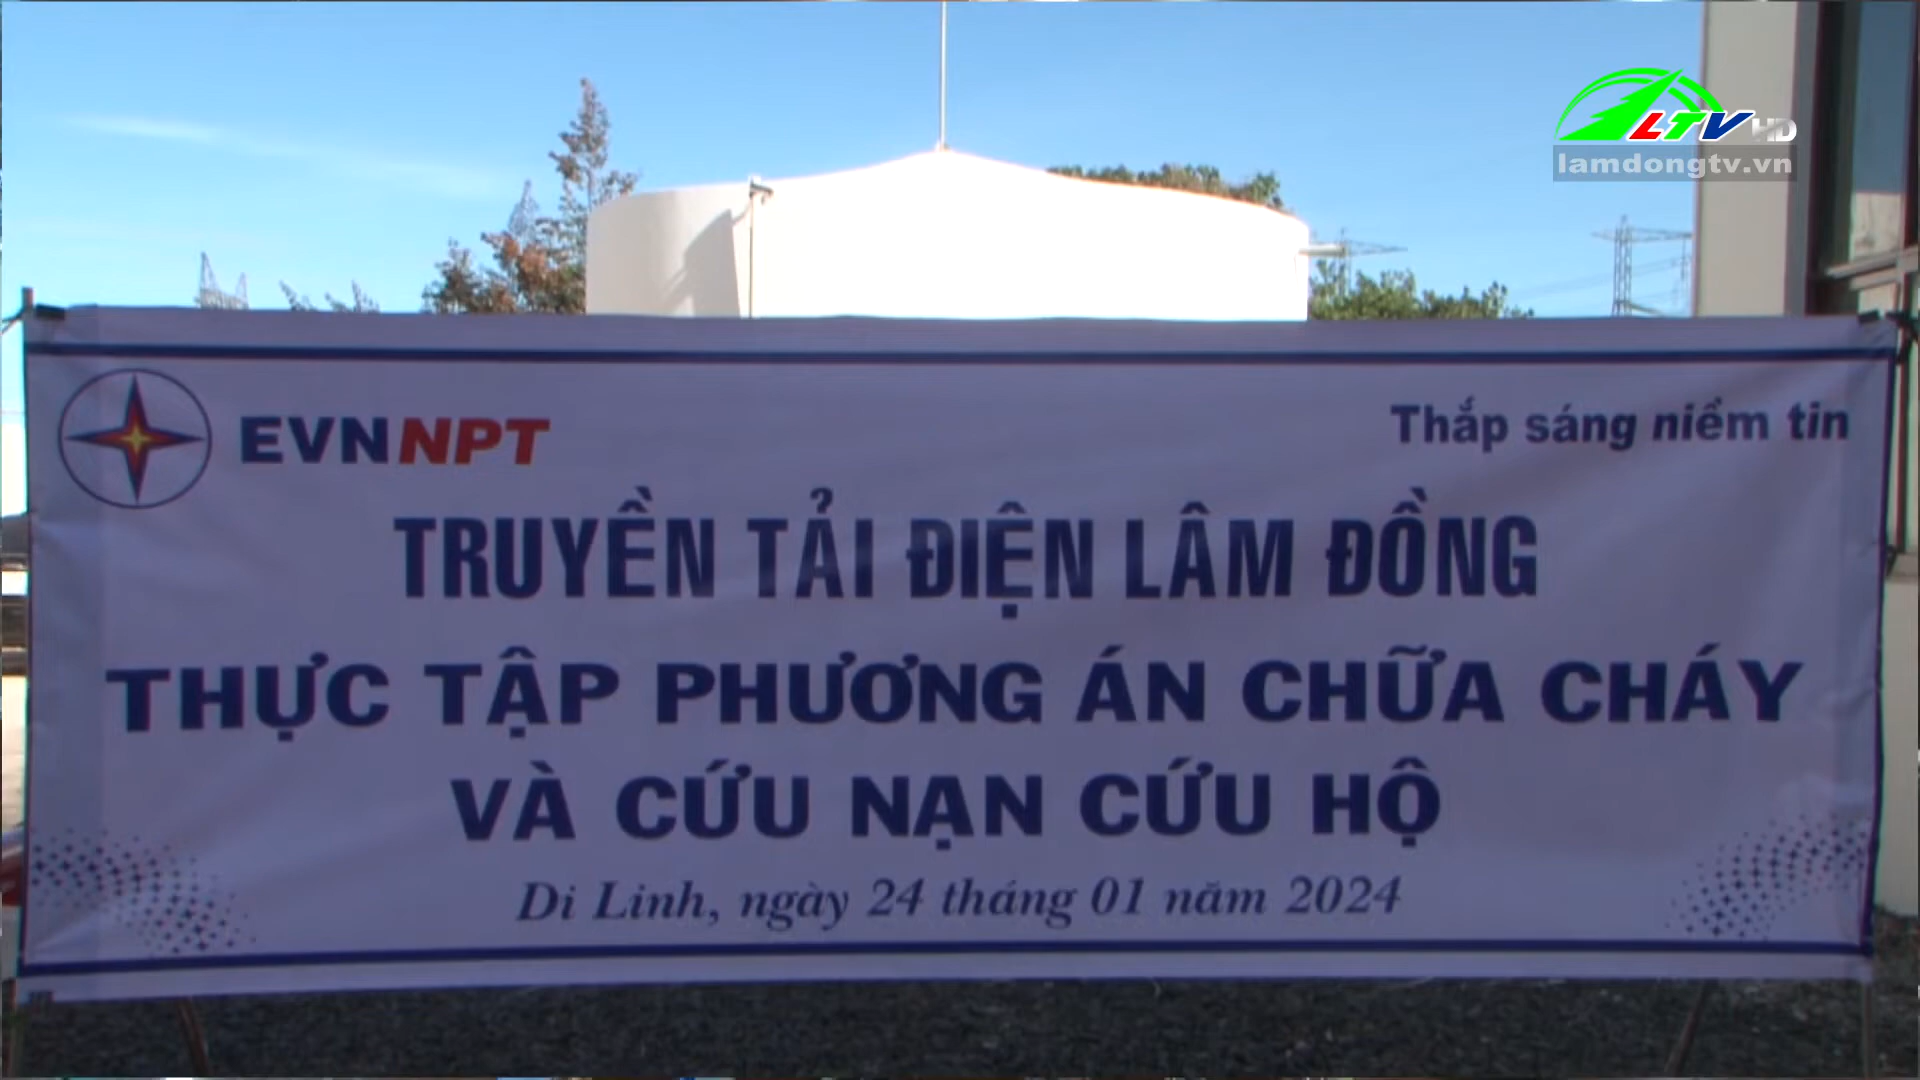 LTV HD
lamdongtv.vn
EVNNPT
Thắp sáng niềm tin
TRUYỀN TẢI ĐIỆN LÂM ĐỒNG
THỰC TẬP PHƯƠNG ÁN CHỮA CHÁY
VÀ CỨU NẠN CỨU HỘ
Di Linh, ngày 24 tháng 01 năm 2024